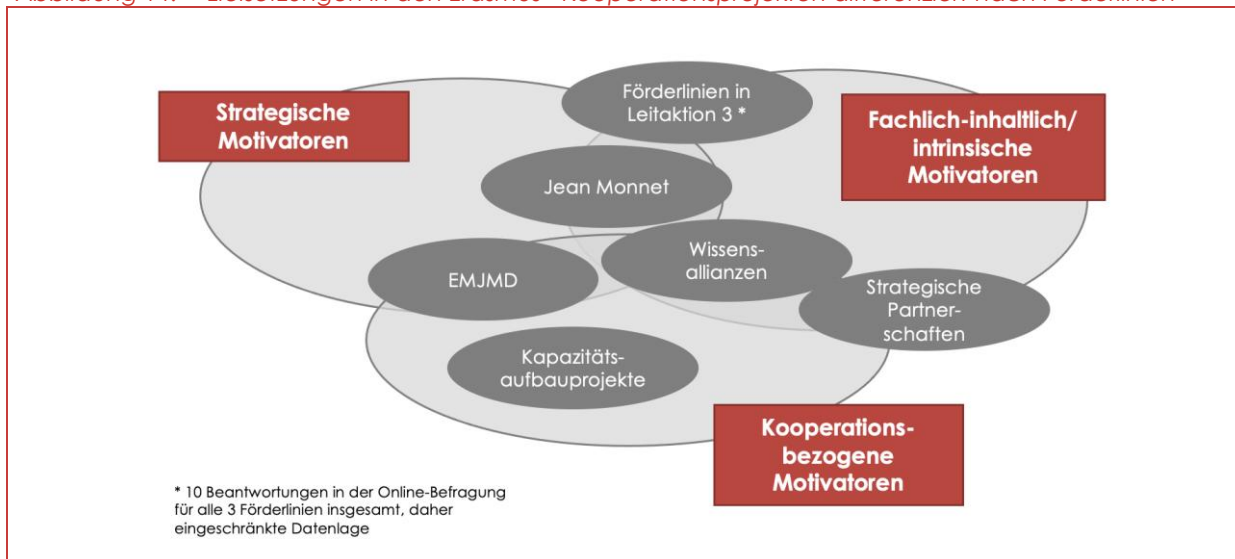 Strategische
Motivatoren
Förderlinien in
Leitaktion 3 *
Fachlich-inhaltlich/
intrinsische
Motivatoren
Jean Monnet
Wissens-
allianzen
EMJMD
Strategische
Partner-
schaften
Kapazitäts-
aufbauprojekte
Kooperations-
bezogene
Motivatoren
* 10 Beantwortungen in der Online-Befragung
für alle 3 Förderlinien insgesamt, daher
eingeschränkte Datenlage